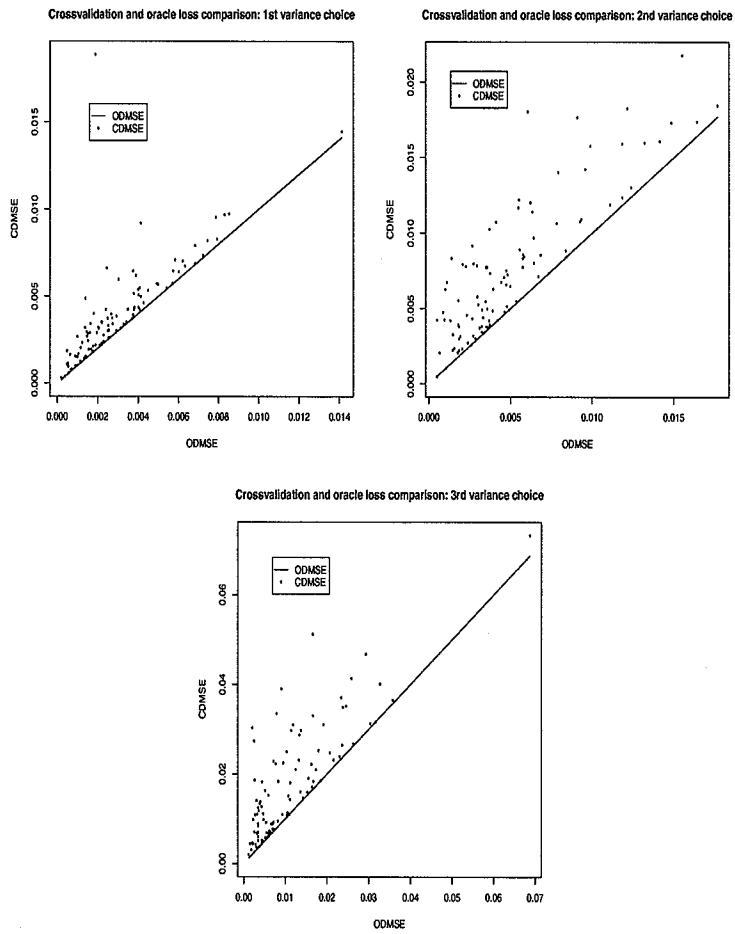 Crossvalidation and oracle loss comparison: 1st variance choice
CDMSE
0.015
0.010
0.005
0.000
ODMSE
CDMSE
0.000 0.002 0.004 0.006 0.008 0.010 0.012 0.014
ODMSE
Crossvalidation and oracle loss comparison: 2nd variance choice
CDMSE
0.020
0.015
0.010
0.005
0.000
ODMSE
CDMSE
0.000 0.005 0.010 0.015
ODMSE
Crossvalidation and oracle loss comparison: 3rd variance choice
CDMSE
0.06
0.04
0.02
0.00
ODMSE
CDMSE
0.00 0.01 0.02 0.03 0.04 0.05 0.06 0.07
ODMSE